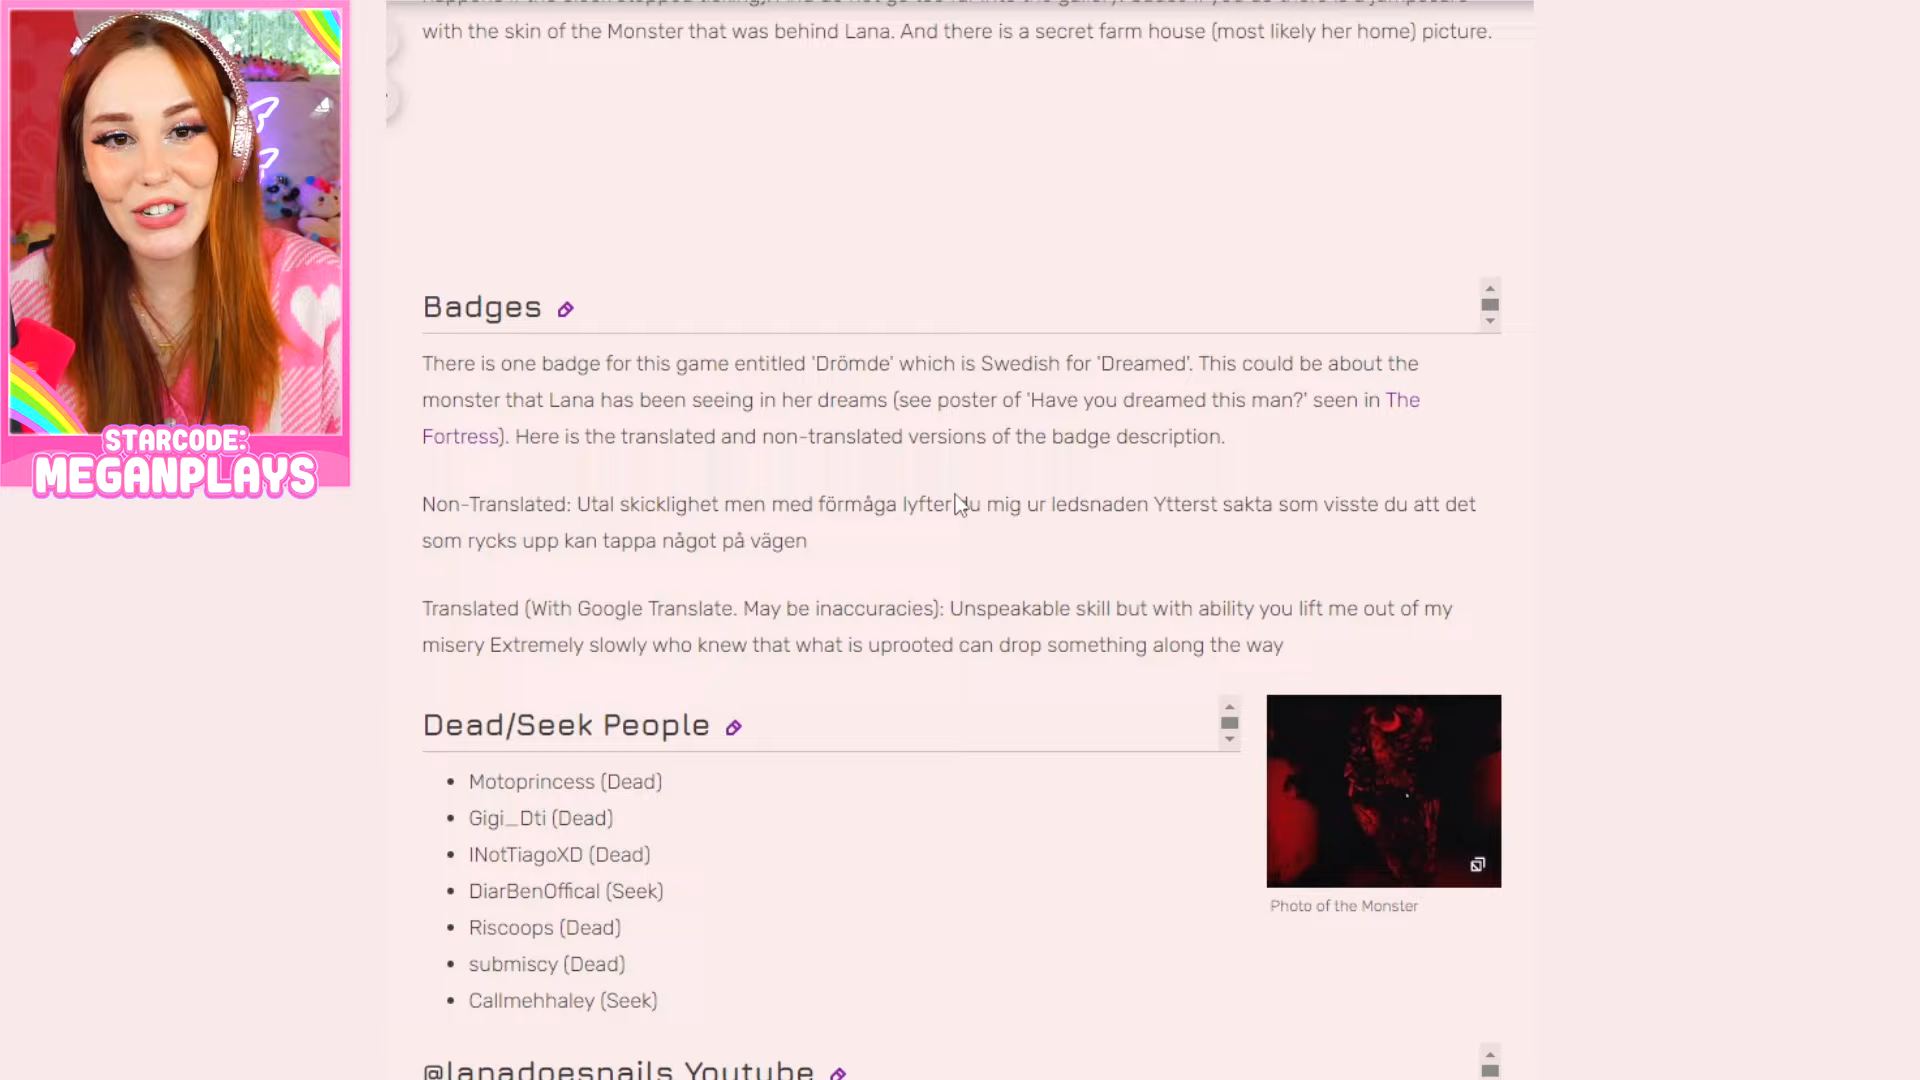 with the skin of the Monster that was behind Lana. And there is a secret farm house (most likely her home) picture.
Badges
There is one badge for this game entitled 'Drömde' which is Swedish for 'Dreamed'. This could be about the
monster that Lana has been seeing in her dreams (see poster of 'Have you dreamed this man?' seen in The
Fortress). Here is the translated and non-translated versions of the badge description.
Non-Translated: Utal skicklighet men med förmåga lyfter du mig ur ledsnaden Ytterst sakta som visste du att det
som rycks upp kan tappa något på vägen
Translated (With Google Translate. May be inaccuracies): Unspeakable skill but with ability you lift me out of my
misery Extremely slowly who knew that what is uprooted can drop something along the way
Dead/Seek People
Motoprincess (Dead)
Gigi_Dti (Dead)
INotTiagoXD (Dead)
DiarBenOffical (Seek)
Riscoops (Dead)
submiscy (Dead)
Callmehhaley (Seek)
Photo of the Monster
@lanadoesnails Youtube
STARCODE:
MEGANPLAYS